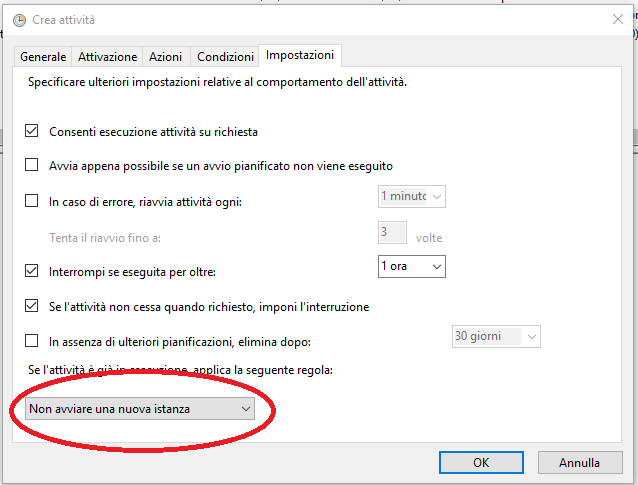 Crea attività
Generale Attivazione Azioni Condizioni Impostazioni
Specificare ulteriori impostazioni relative al comportamento dell'attività.
Consenti esecuzione attività su richiesta
Avvia appena possibile se un avvio pianificato non viene eseguito
In caso di errore, riavvia attività ogni: 1 minuto
Tenta il riavvio fino a: 3 volte
Interrompi se eseguita per oltre: 1 ora
Se l'attività non cessa quando richiesto, imponi l'interruzione
In assenza di ulteriori pianificazioni, elimina dopo: 30 giorni
Se l'attività è già in esecuzione, applica la seguente regola:
Non avviare una nuova istanza
OK Annulla